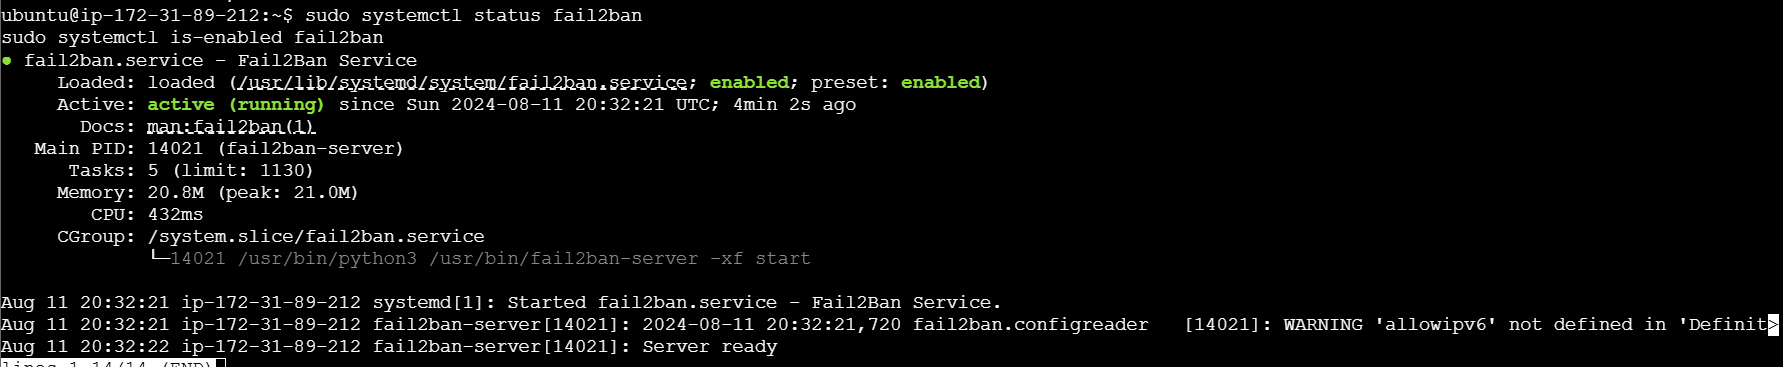 ubuntu@ip-172-31-89-212:~$ sudo systemctl status fail2ban
sudo systemctl is-enabled fail2ban
● fail2ban.service - Fail2Ban Service
Loaded: loaded (/usr/lib/systemd/system/fail2ban.service; enabled; preset: enabled)
Active: active (running) since Sun 2024-08-11 20:32:21 UTC; 4min 2s ago
Docs: man:fail2ban(1)
Main PID: 14021 (fail2ban-server)
Tasks: 5 (limit: 1130)
Memory: 20.8M (peak: 21.0M)
CPU: 432ms
CGroup: /system.slice/fail2ban.service
└─14021 /usr/bin/python3 /usr/bin/fail2ban-server -xf start
Aug 11 20:32:21 ip-172-31-89-212 systemd[1]: Started fail2ban.service - Fail2Ban Service.
Aug 11 20:32:21 ip-172-31-89-212 fail2ban-server[14021]: 2024-08-11 20:32:21,720 fail2ban.configreader   [14021]: WARNING 'allowipv6' not defined in 'Definit>
Aug 11 20:32:22 ip-172-31-89-212 fail2ban-server[14021]: Server ready
lines 1-14/14 (END)